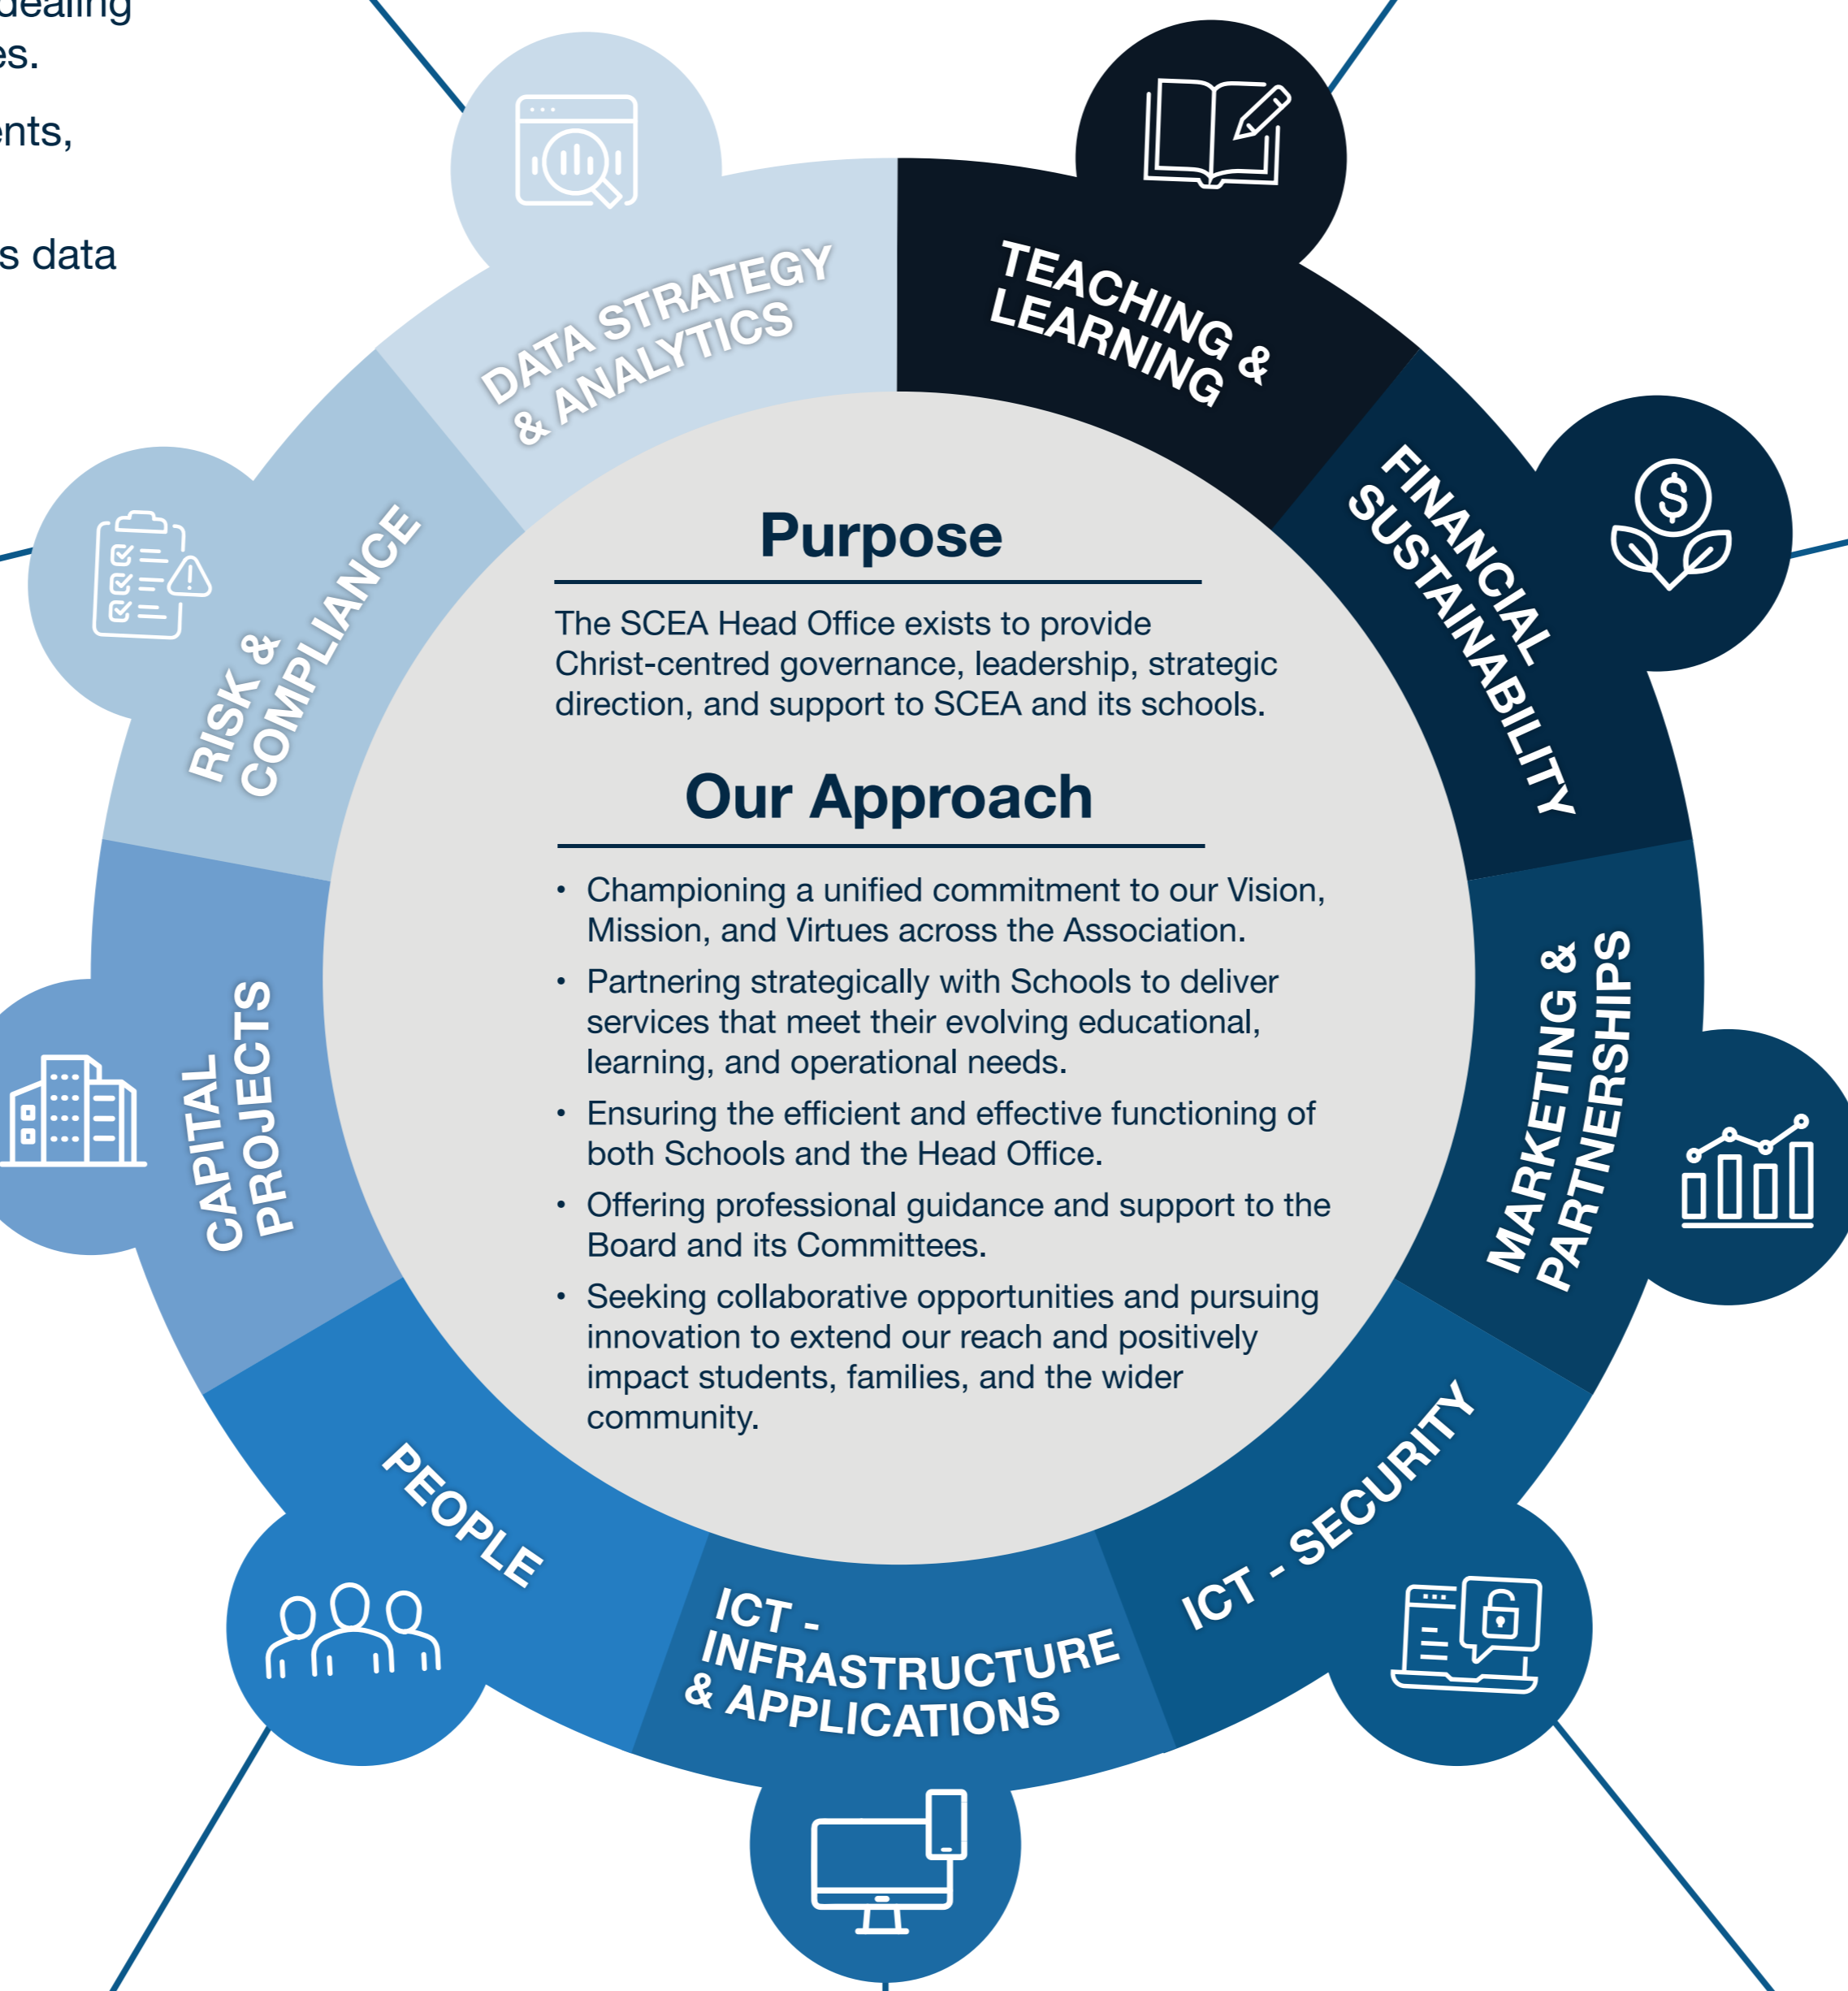 es.
nts,
s data
DATA STRATEGY
& ANALYTICS
TEACHING &
LEARNING
FINANCIAL
SUSTAINABILITY
MARKETING &
PARTNERSHIPS
ICT - SECURITY
ICT -
INFRASTRUCTURE
& APPLICATIONS
PEOPLE
CAPITAL
PROJECTS
RISK &
COMPLIANCE
Purpose
The SCEA Head Office exists to provide
Christ-centred governance, leadership, strategic
direction, and support to SCEA and its schools.
Our Approach
• Championing a unified commitment to our Vision,
Mission, and Virtues across the Association.
• Partnering strategically with Schools to deliver
services that meet their evolving educational,
learning, and operational needs.
• Ensuring the efficient and effective functioning of
both Schools and the Head Office.
• Offering professional guidance and support to the
Board and its Committees.
• Seeking collaborative opportunities and pursuing
innovation to extend our reach and positively
impact students, families, and the wider
community.